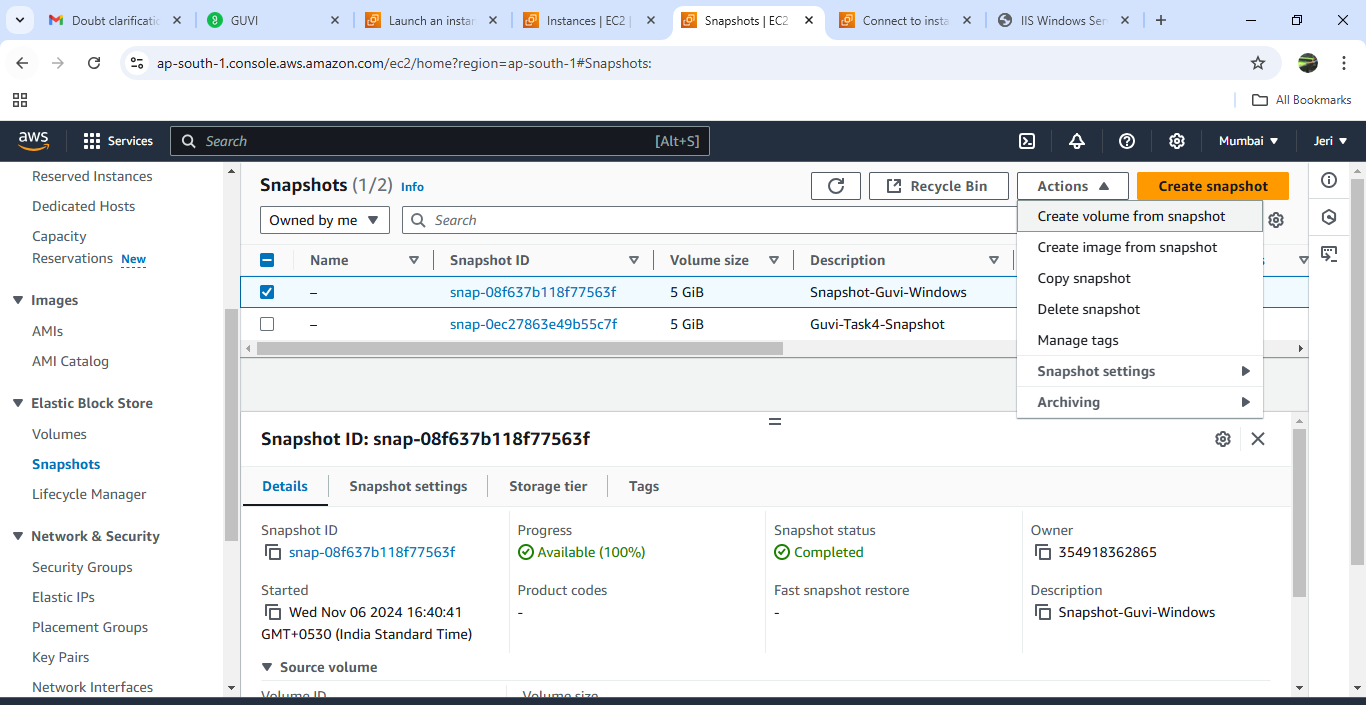 Doubt clarificatio
GUVI
Launch an instan
Instances | EC2 |
Snapshots | EC2
Connect to insta
IIS Windows Ser
ap-south-1.console.aws.amazon.com/ec2/home?region=ap-south-1#Snapshots:
All Bookmarks
aws
Services
Search
[Alt+S]
Mumbai
Jeri
Reserved Instances
Dedicated Hosts
Capacity
Reservations New
Images
AMIs
AMI Catalog
Elastic Block Store
Volumes
Snapshots
Lifecycle Manager
Network & Security
Security Groups
Elastic IPs
Placement Groups
Key Pairs
Network Interfaces
Snapshots (1/2) Info
Recycle Bin
Actions
Create snapshot
Owned by me
Search
Name
Snapshot ID
Volume size
Description
– snap-08f637b118f77563f 5 GiB Snapshot-Guvi-Windows
– snap-0ec27863e49b55c7f 5 GiB Guvi-Task4-Snapshot
Create volume from snapshot
Create image from snapshot
Copy snapshot
Delete snapshot
Manage tags
Snapshot settings
Archiving
Snapshot ID: snap-08f637b118f77563f
Details
Snapshot settings
Storage tier
Tags
Snapshot ID
snap-08f637b118f77563f
Progress
Available (100%)
Snapshot status
Completed
Owner
354918362865
Started
Wed Nov 06 2024 16:40:41
GMT+0530 (India Standard Time)
Product codes
-
Fast snapshot restore
-
Description
Snapshot-Guvi-Windows
Source volume
Volume ID
Volume size